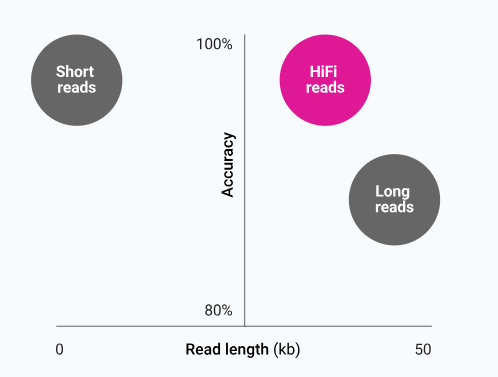 100%
Short
reads
HiFi
reads
Accuracy
Long
reads
80%
0
Read length (kb)
50